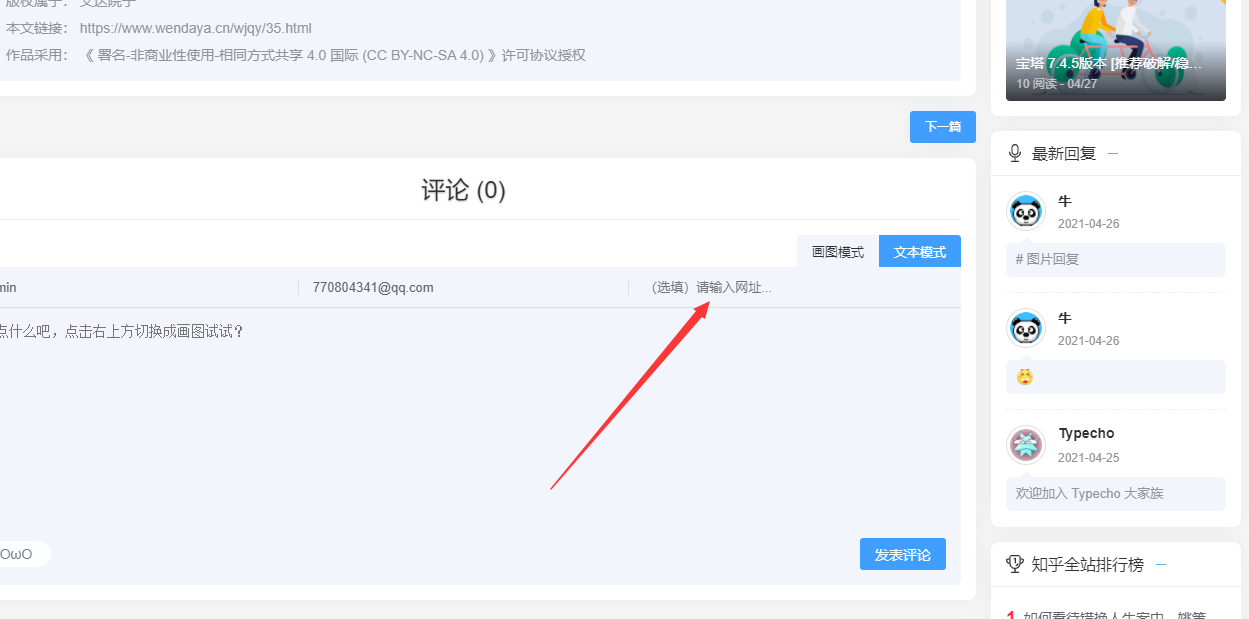 本文链接： https://www.wendaya.cn/wjqy/35.html
作品采用： 《 署名-非商业性使用-相同方式共享 4.0 国际 (CC BY-NC-SA 4.0) 》许可协议授权
下一篇
评论 (0)
画图模式
文本模式
min
770804341@qq.com
（选填）请输入网址...
点什么吧，点击右上方切换成画图试试？
OωO
发表评论
宝塔 7.4.5版本 [推荐破解/稳...
10 阅读 - 04/27
最新回复
牛
2021-04-26
# 图片回复
牛
2021-04-26
Typecho
2021-04-25
欢迎加入 Typecho 大家族
知乎全站排行榜